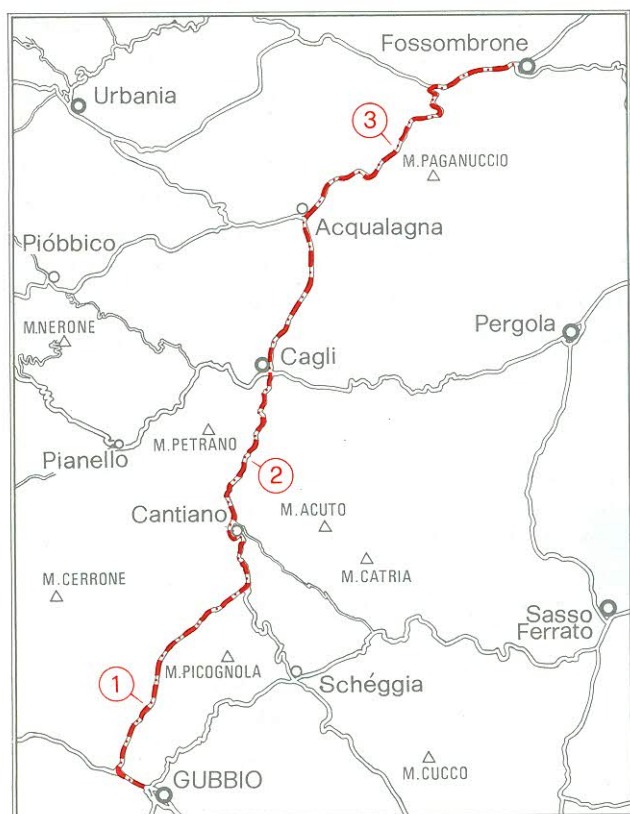 Fossombrone
Urbania
3
M.PAGANUCCIO
Acqualagna
Pióbbico
M.NERONE
Pergola
Cagli
M.PETRANO
Pianello
2
Cantiano
M.ACUTO
M.CATRIA
M.CERRONE
Sasso
Ferrato
M.PICOGNOLA
Schéggia
1
GUBBIO
M.CUCCO